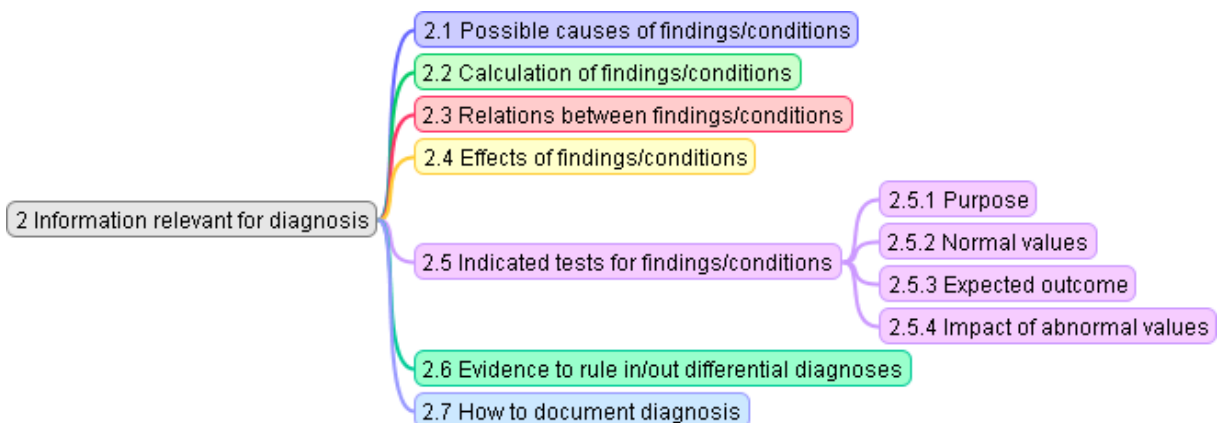 2.1 Possible causes of findings/conditions
2.2 Calculation of findings/conditions
2.3 Relations between findings/conditions
2.4 Effects of findings/conditions
2 Information relevant for diagnosis
2.5 Indicated tests for findings/conditions
2.5.1 Purpose
2.5.2 Normal values
2.5.3 Expected outcome
2.5.4 Impact of abnormal values
2.6 Evidence to rule in/out differential diagnoses
2.7 How to document diagnosis